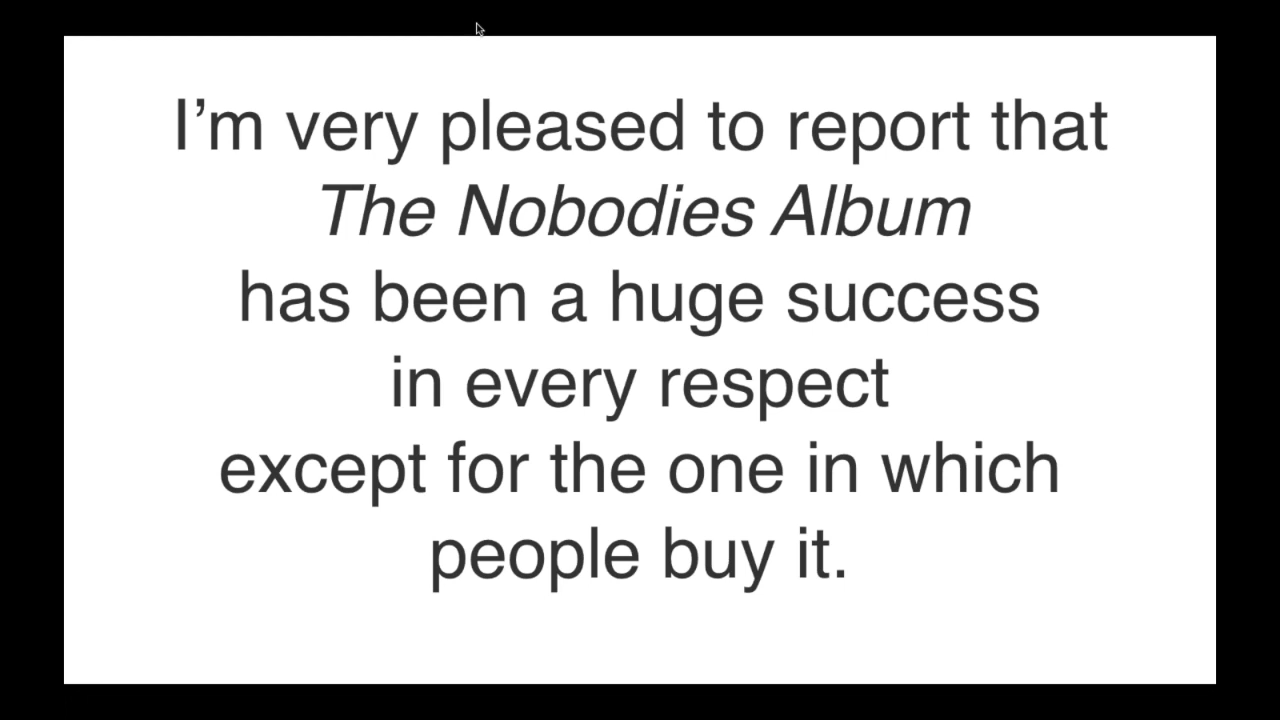 I’m very pleased to report that
The Nobodies Album
has been a huge success
in every respect
except for the one in which
people buy it.